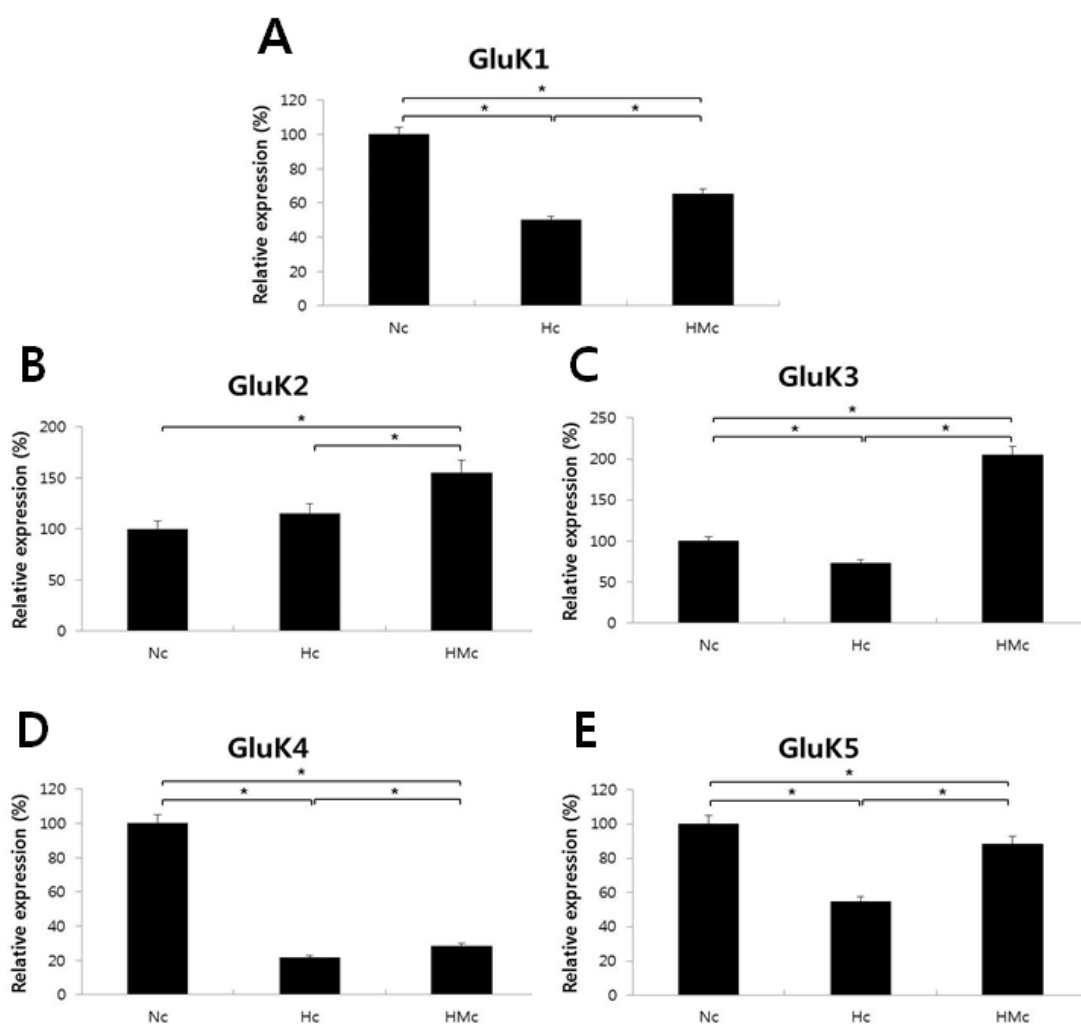 A
GluK1
Relative expression (%)
120
100
80
60
40
20
0
*
*
*
Nc Hc HMc
B
GluK2
Relative expression (%)
200
150
100
50
0
*
*
Nc Hc HMc
C
GluK3
Relative expression (%)
250
200
150
100
50
0
*
*
*
Nc Hc HMc
D
GluK4
Relative expression (%)
120
100
80
60
40
20
0
*
*
*
Nc Hc HMc
E
GluK5
Relative expression (%)
120
100
80
60
40
20
0
*
*
*
Nc Hc HMc